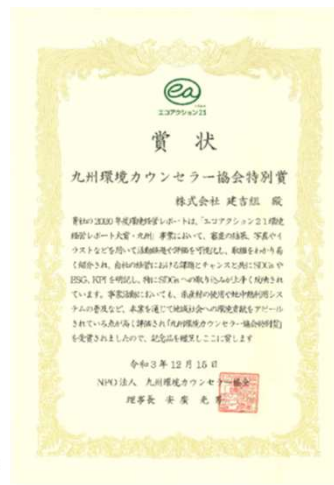 ea
エコアクション21
賞 状
九州環境カウンセラー協会特別賞
株式会社 建吉組 殿
貴社の2020年度環境経営レポートは、「エコアクション21環境
経営レポート大賞・九州」事業において、審査の結果、写真やイ
ラストなどを用いて活動経過や評価を可視化し、取組をわかり易
く紹介され、自社の経営における課題とチャンスと共にSDGsや
ESG、KPIを明記し、特にSDGsへの取り組みが上手く反映され
ています。事業活動においても、県産材の使用や地中熱利用シス
テムの普及など、本業を通じて地域社会への環境貢献をアピール
されている点が高く評価され「九州環境カウンセラー協会特別賞」
を受賞されましたので、記念品を贈呈しここに賞します
令和3年12月15日
NPO法人 九州環境カウンセラー協会
理事長 安廣